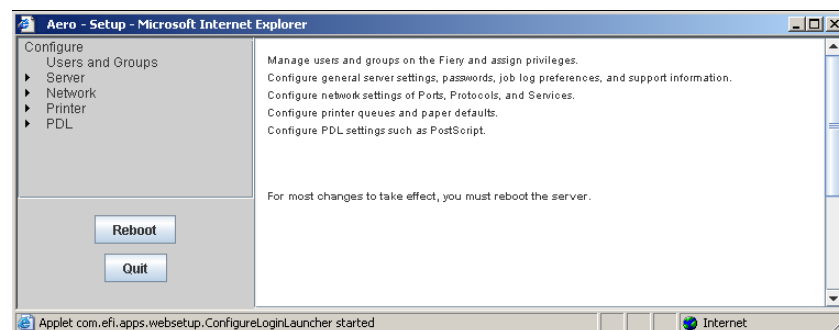 Aero - Setup - Microsoft Internet Explorer
Configure
Users and Groups
Server
Network
Printer
PDL
Manage users and groups on the Fiery and assign privileges.
Configure general server settings, passwords, job log preferences, and support information.
Configure network settings of Ports, Protocols, and Services.
Configure printer queues and paper defaults.
Configure PDL settings such as PostScript.
For most changes to take effect, you must reboot the server.
Reboot
Quit
Applet com.efi.apps.websetup.ConfigureLoginLauncher started
Internet